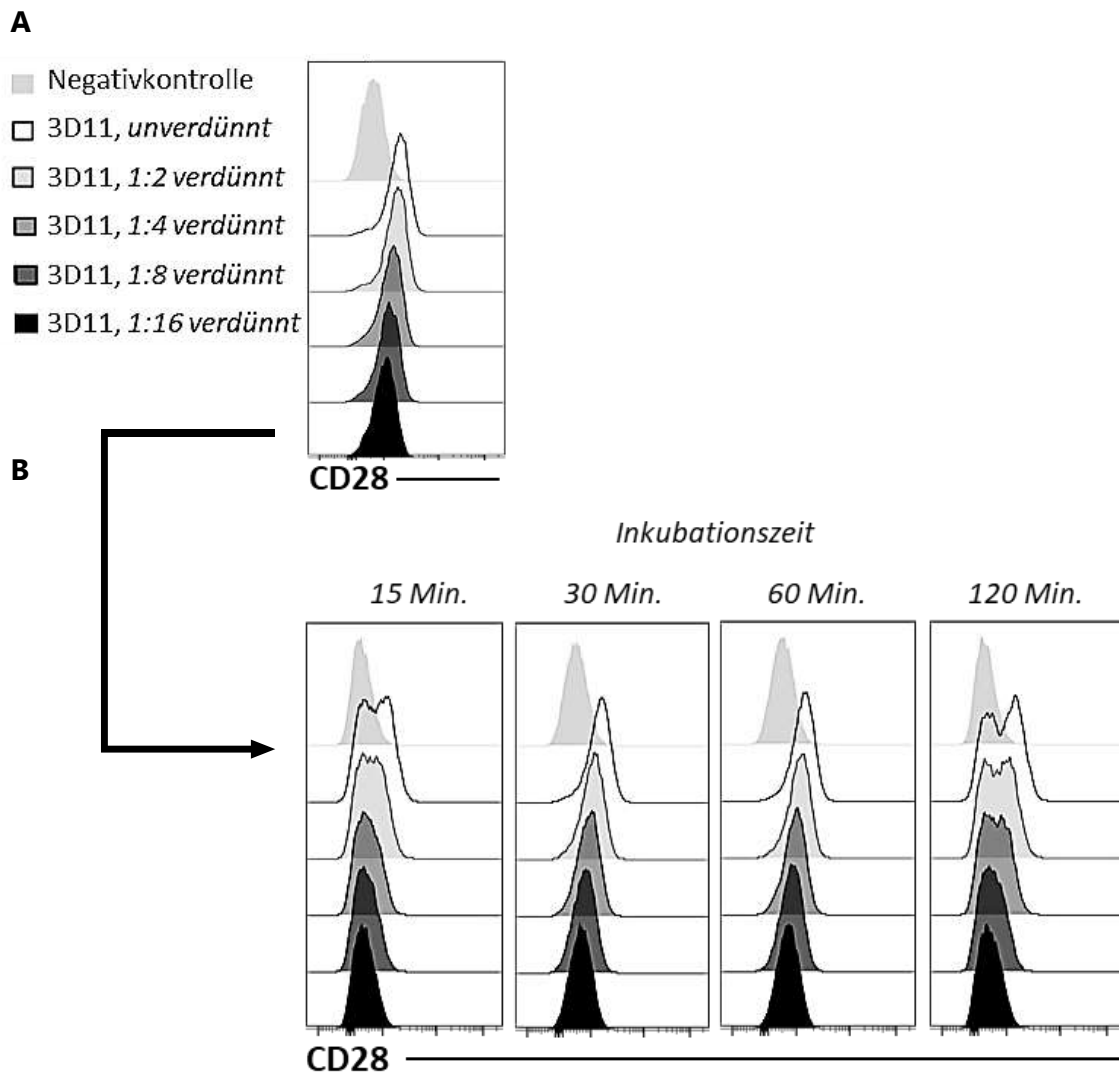 A
Negativkontrolle
3D11, unverdünnt
3D11, 1:2 verdünnt
3D11, 1:4 verdünnt
3D11, 1:8 verdünnt
3D11, 1:16 verdünnt
CD28
B
Inkubationszeit
15 Min. 30 Min. 60 Min. 120 Min.
CD28